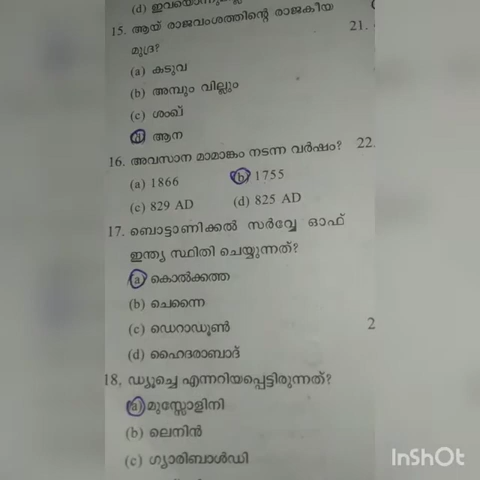 (d) ഇവയൊന്നുമല്ല
15. ആയ് രാജവംശത്തിന്റെ രാജകീയ
മുദ്ര?
(a) കടുവ
(b) അമ്പും വില്ലും
(c) ശംഖ്
(d) ആന
16. അവസാന മാമാങ്കം നടന്ന വർഷം?
(a) 1866 (b) 1755
(c) 829 AD (d) 825 AD
17. ബൊട്ടാണിക്കൽ സർവ്വേ ഓഫ്
ഇന്ത്യ സ്ഥിതി ചെയ്യുന്നത്?
(a) കൊൽക്കത്ത
(b) ചെന്നൈ
(c) ഡെറാഡൂൺ
(d) ഹൈദരാബാദ്
18, ഡ്യൂച്ചെ എന്നറിയപ്പെട്ടിരുന്നത്?
(a) മുസ്സോളിനി
(b) ലെനിൻ
(c) ഗ്യാരിബാൾഡി
21.
22.
2
InShOt